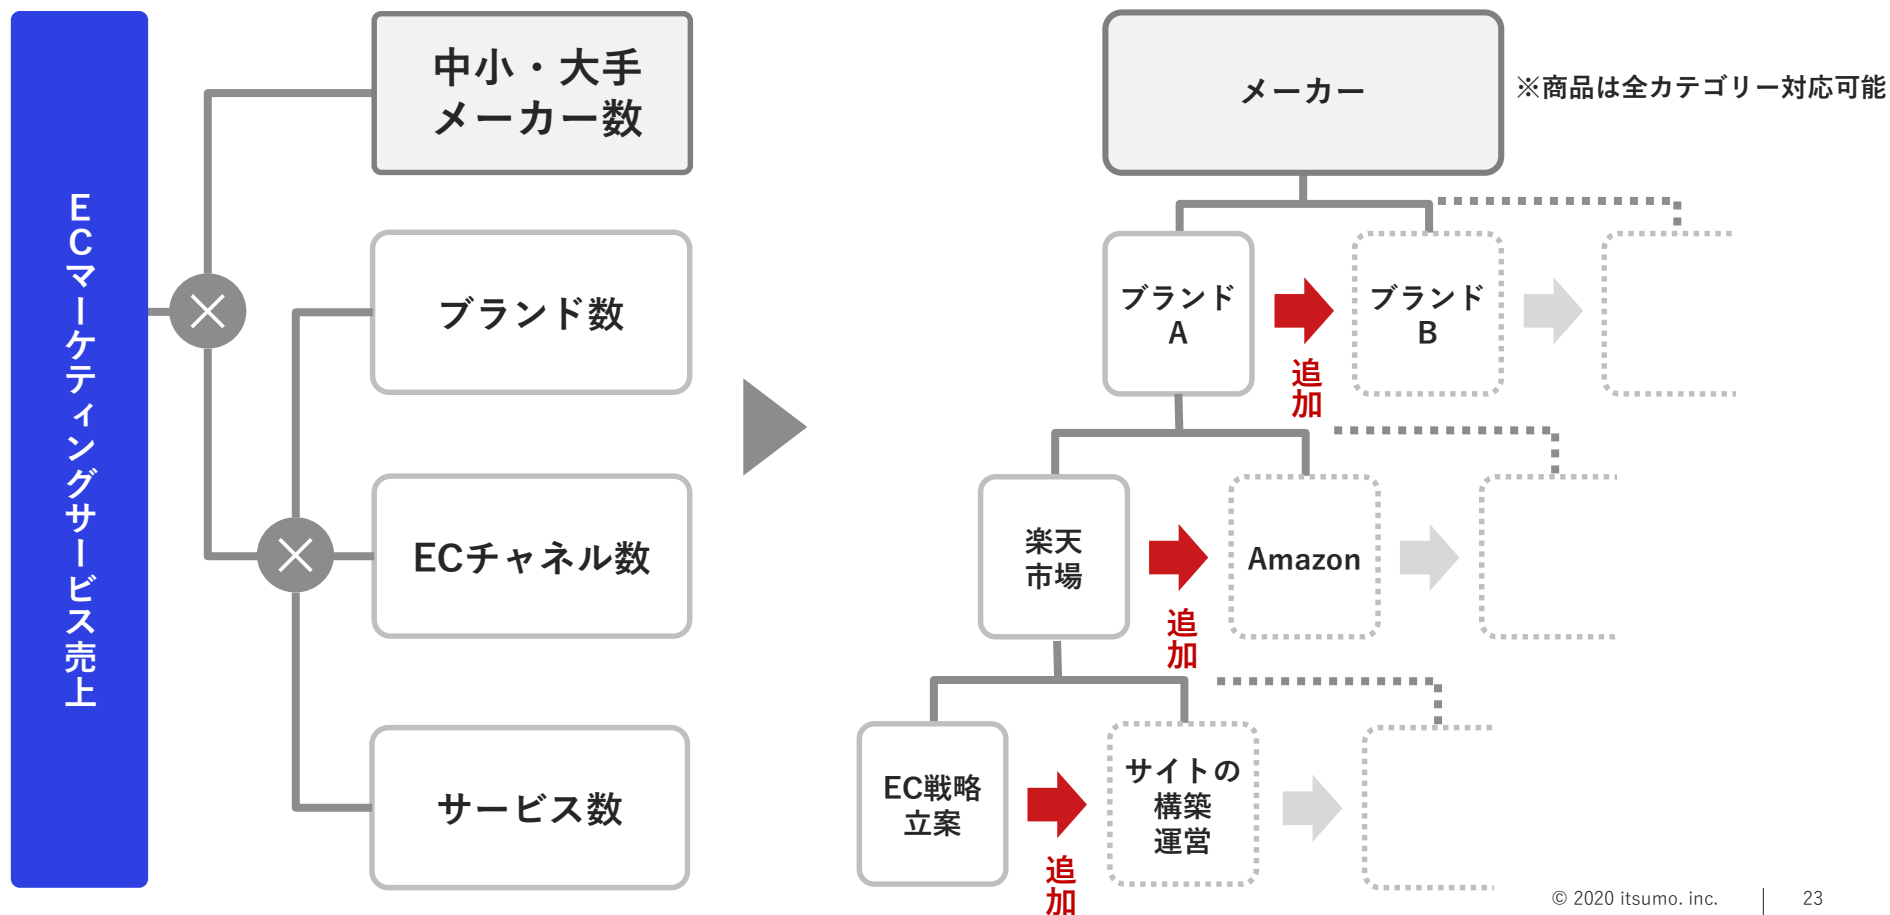 ECマーケティングサービス売上
中小・大手
メーカー数
ブランド数
ECチャネル数
サービス数
メーカー
※商品は全カテゴリー対応可能
ブランド
A
追加
ブランド
B
楽天
市場
追加
Amazon
EC戦略
立案
追加
サイトの
構築
運営
© 2020 itsumo. inc.
23